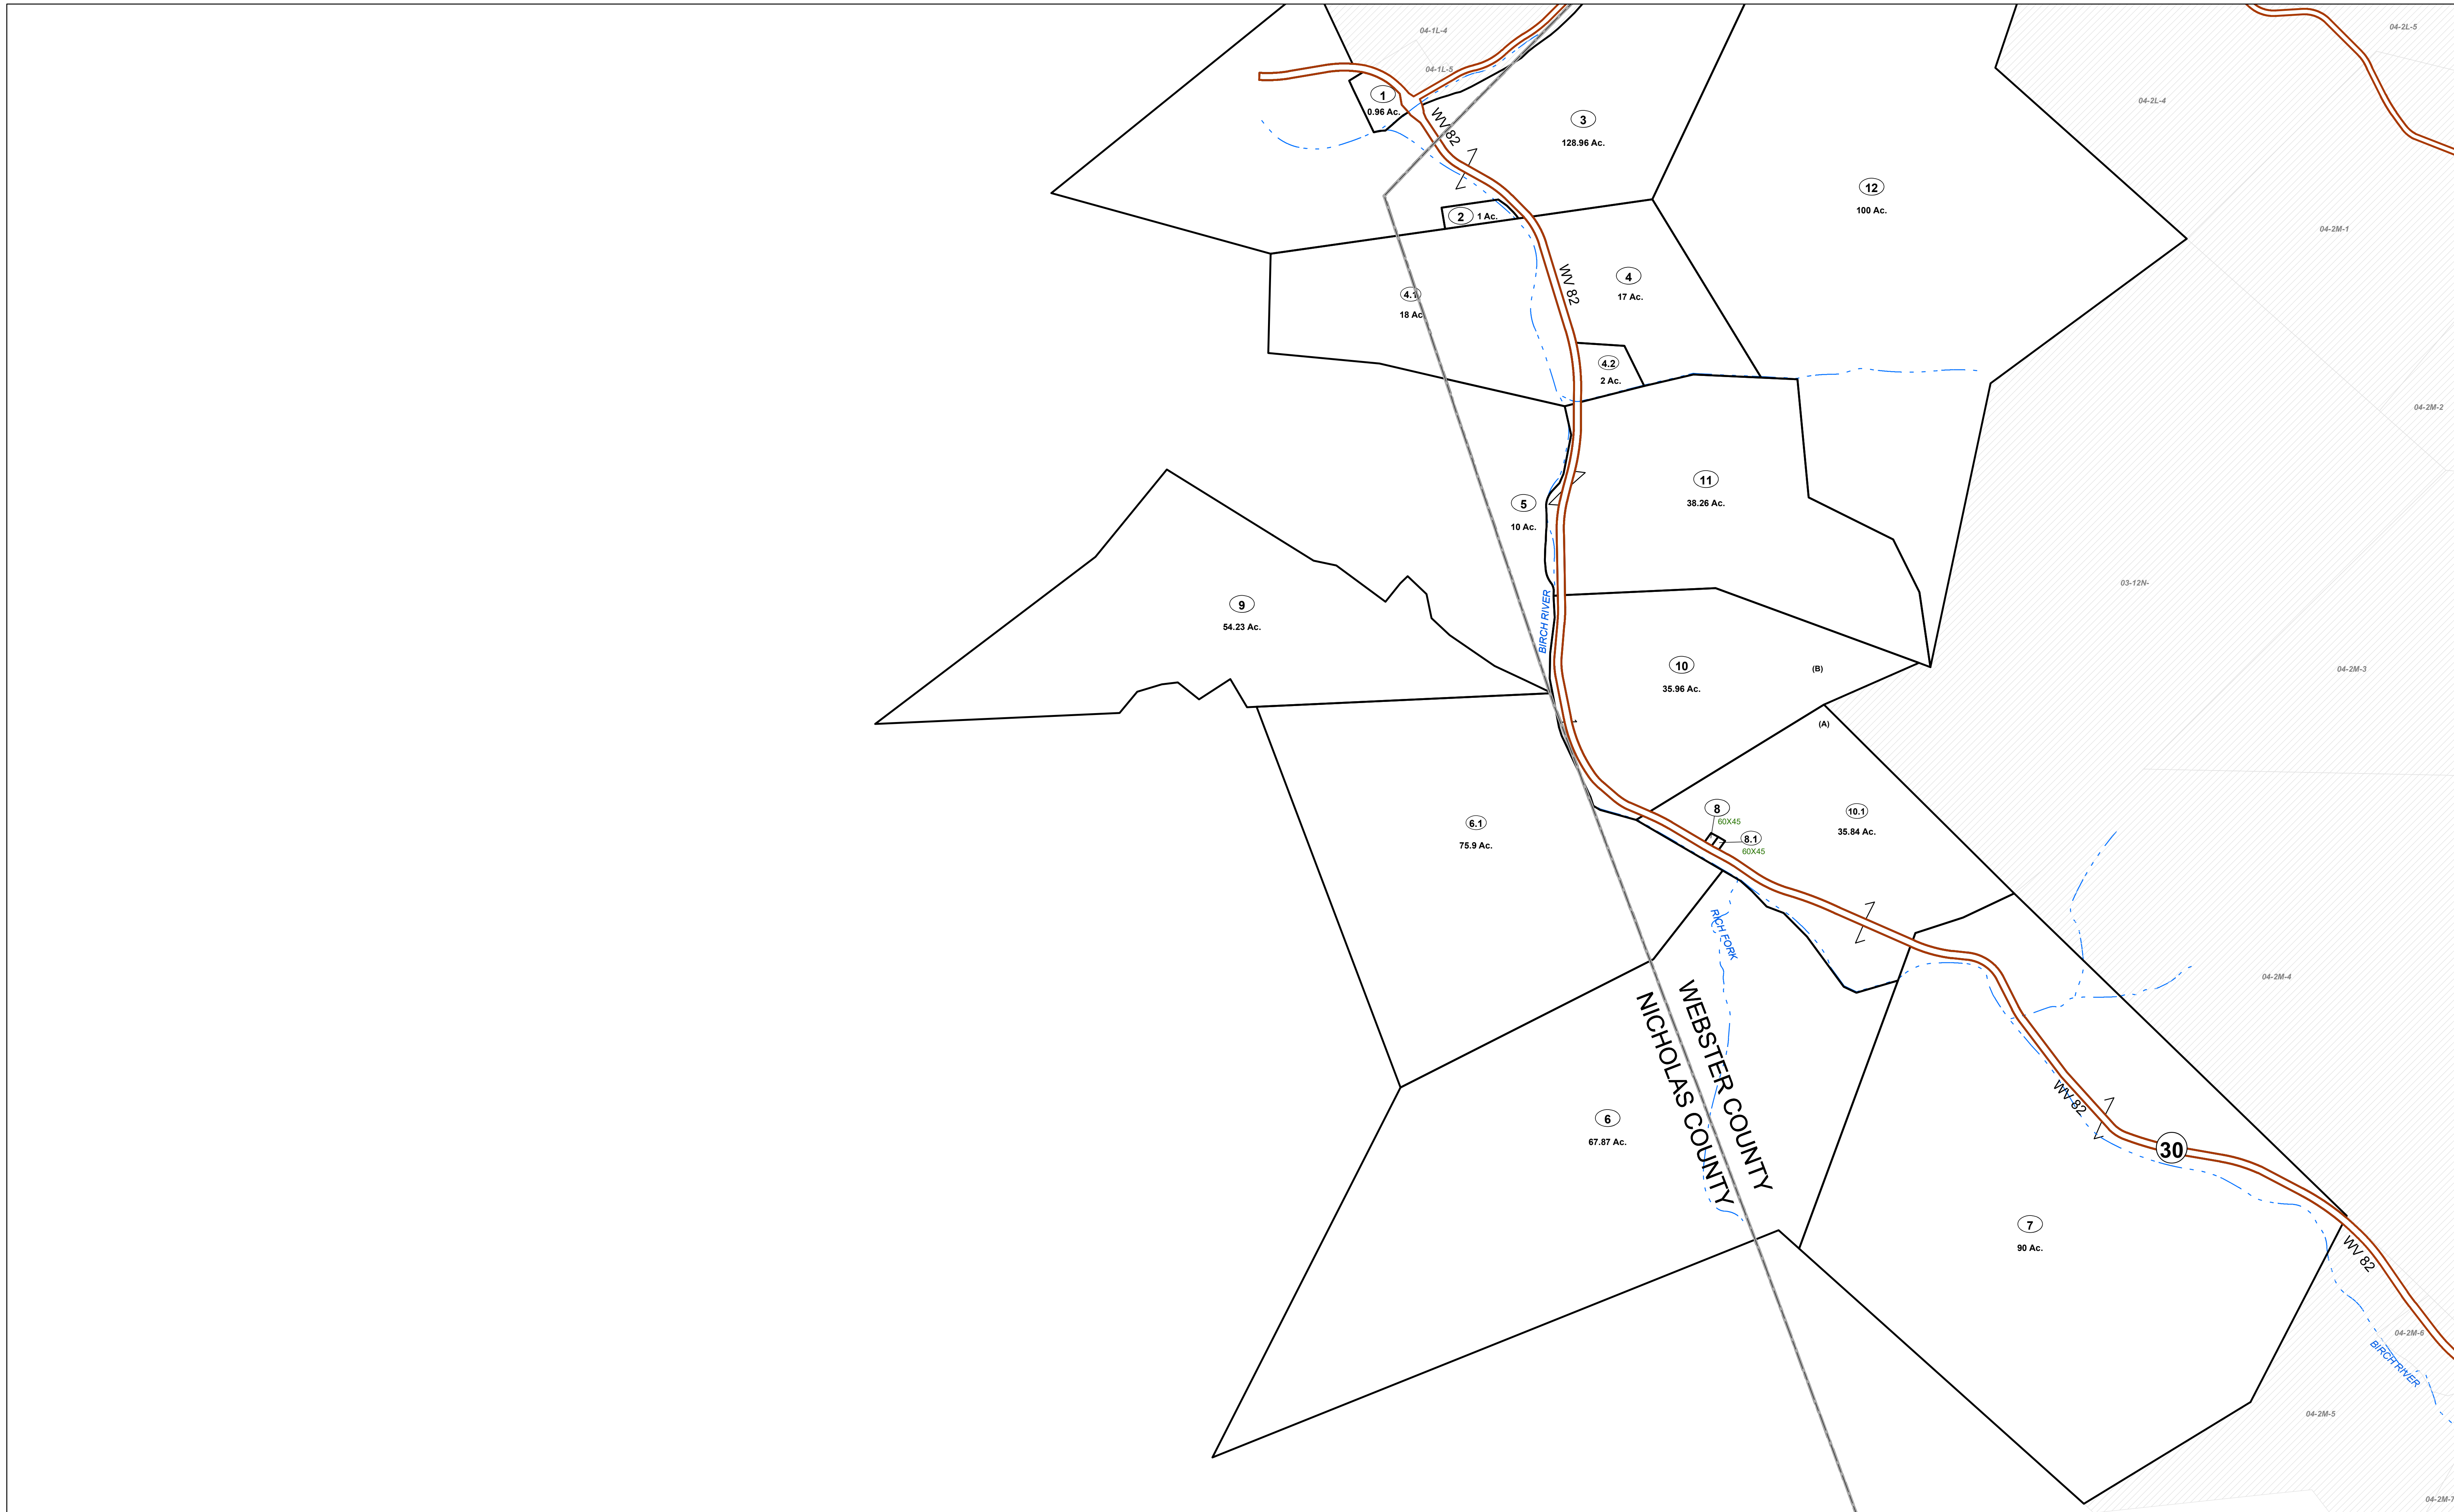 04-1L-4
04-2L-5
04-1L-5
04-2L-4
1
0.96 Ac.
WV 82
3
128.96 Ac.
12
100 Ac.
2
1 Ac.
04-2M-1
4
17 Ac.
WV 82
4.1
18 Ac
4.2
2 Ac.
04-2M-2
11
38.26 Ac.
5
10 Ac.
03-12N-
9
54.23 Ac.
BIRCH RIVER
10
35.96 Ac.
(B)
04-2M-3
(A)
8
60X45
6.1
75.9 Ac.
10.1
35.84 Ac.
8.1
60X45
RICH FORK
04-2M-4
WEBSTER COUNTY
NICHOLAS COUNTY
WV 82
6
67.87 Ac.
30
7
90 Ac.
WV 82
04-2M-6
BIRCH RIVER
04-2M-5
04-2M-7